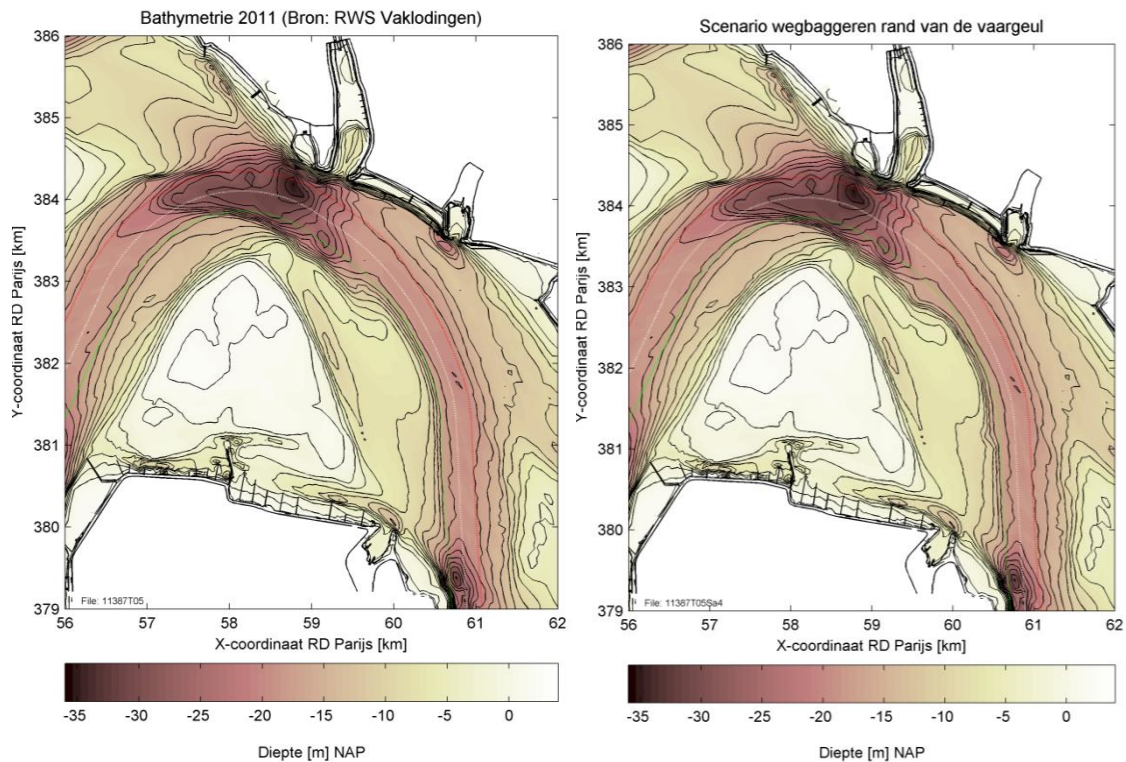 Bathymetrie 2011 (Bron: RWS Vaklodingen)
386
385
384
383
382
381
380
379
Y-coordinaat RD Parijs [km]
File: 11387T05
56 57 58 59 60 61 62
X-coordinaat RD Parijs [km]
-35 -30 -25 -20 -15 -10 -5 0
Diepte [m] NAP
Scenario wegbaggeren rand van de vaargeul
386
385
384
383
382
381
380
379
Y-coordinaat RD Parijs [km]
File: 11387T05Sa4
56 57 58 59 60 61 62
X-coordinaat RD Parijs [km]
-35 -30 -25 -20 -15 -10 -5 0
Diepte [m] NAP